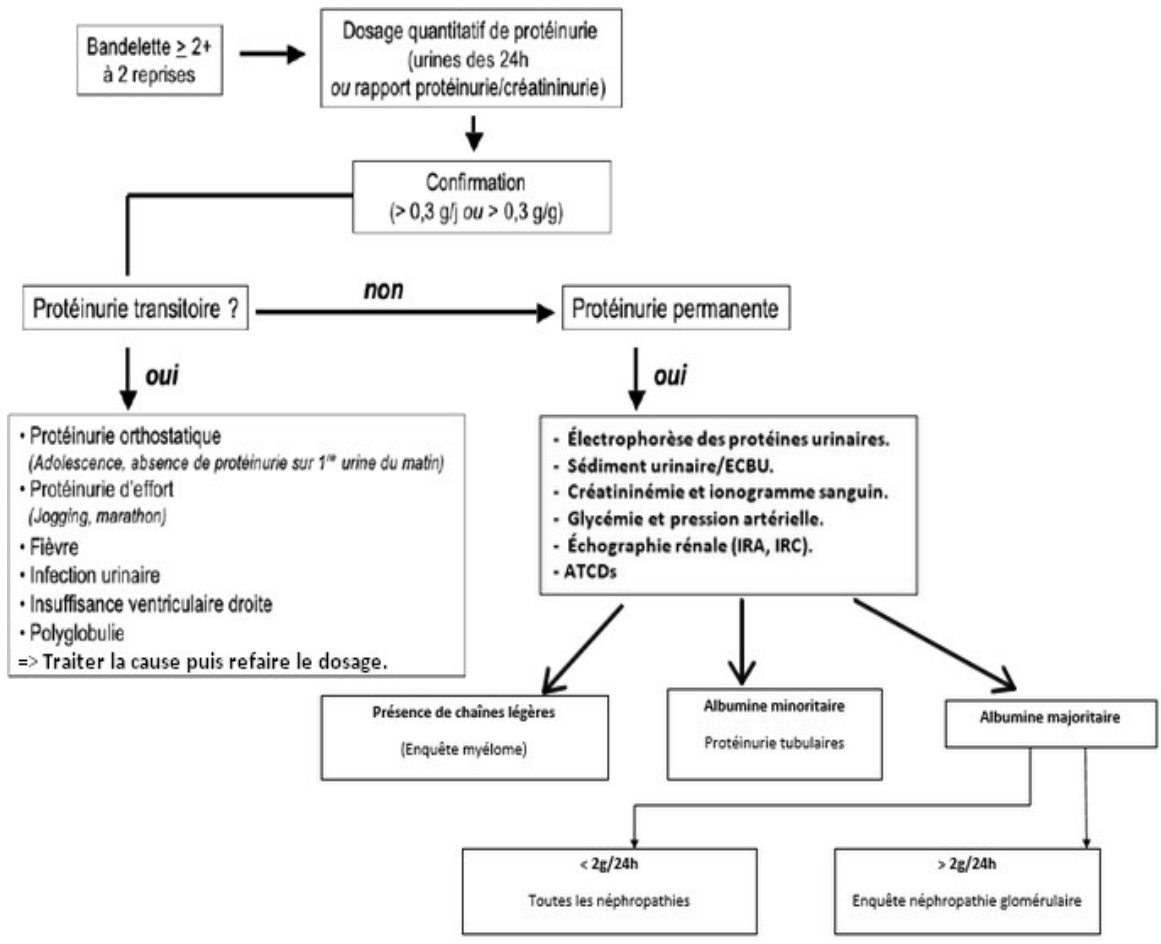 Bandelette ≥ 2+
à 2 reprises
Dosage quantitatif de protéinurie
(urines des 24h
ou rapport protéinurie/créatininurie)
Confirmation
(> 0,3 g/j ou > 0,3 g/g)
Protéinurie transitoire ?
non
Protéinurie permanente
oui
oui
• Protéinurie orthostatique
(Adolescence, absence de protéinurie sur 1re urine du matin)
• Protéinurie d'effort
(Jogging, marathon)
• Fièvre
• Infection urinaire
• Insuffisance ventriculaire droite
• Polyglobulie
=> Traiter la cause puis refaire le dosage.
- Électrophorèse des protéines urinaires.
- Sédiment urinaire/ECBU.
- Créatininémie et ionogramme sanguin.
- Glycémie et pression artérielle.
- Échographie rénale (IRA, IRC).
- ATCDs
Présence de chaînes légères
(Enquête myélome)
Albumine minoritaire
Protéinurie tubulaires
Albumine majoritaire
< 2g/24h
Toutes les néphropathies
> 2g/24h
Enquête néphropathie glomérulaire